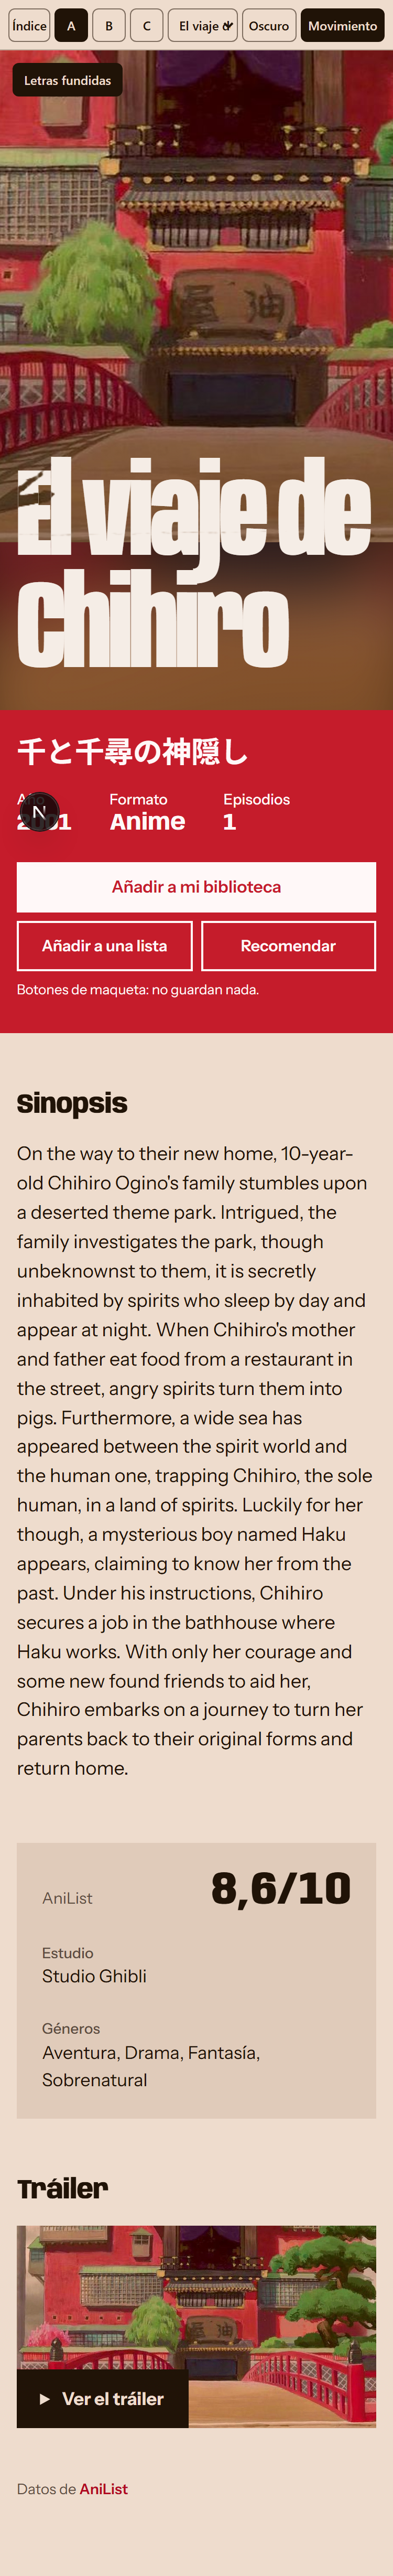 Índice
A
B
C
El viaje d
Oscuro
Movimiento
Letras fundidas
油
El viaje de
Chihiro
千と千尋の神隠し
Año
Formato
Episodios
N
Anime
1
Añadir a mi biblioteca
Añadir a una lista
Recomendar
Botones de maqueta: no guardan nada.
Sinopsis
On the way to their new home, 10-year-
old Chihiro Ogino's family stumbles upon
a deserted theme park. Intrigued, the
family investigates the park, though
unbeknownst to them, it is secretly
inhabited by spirits who sleep by day and
appear at night. When Chihiro's mother
and father eat food from a restaurant in
the street, angry spirits turn them into
pigs. Furthermore, a wide sea has
appeared between the spirit world and
the human one, trapping Chihiro, the sole
human, in a land of spirits. Luckily for her
though, a mysterious boy named Haku
appears, claiming to know her from the
past. Under his instructions, Chihiro
secures a job in the bathhouse where
Haku works. With only her courage and
some new found friends to aid her,
Chihiro embarks on a journey to turn her
parents back to their original forms and
return home.
AniList
8,6/10
Estudio
Studio Ghibli
Géneros
Aventura, Drama, Fantasía,
Sobrenatural
Tráiler
油
Ver el tráiler
Datos de AniList